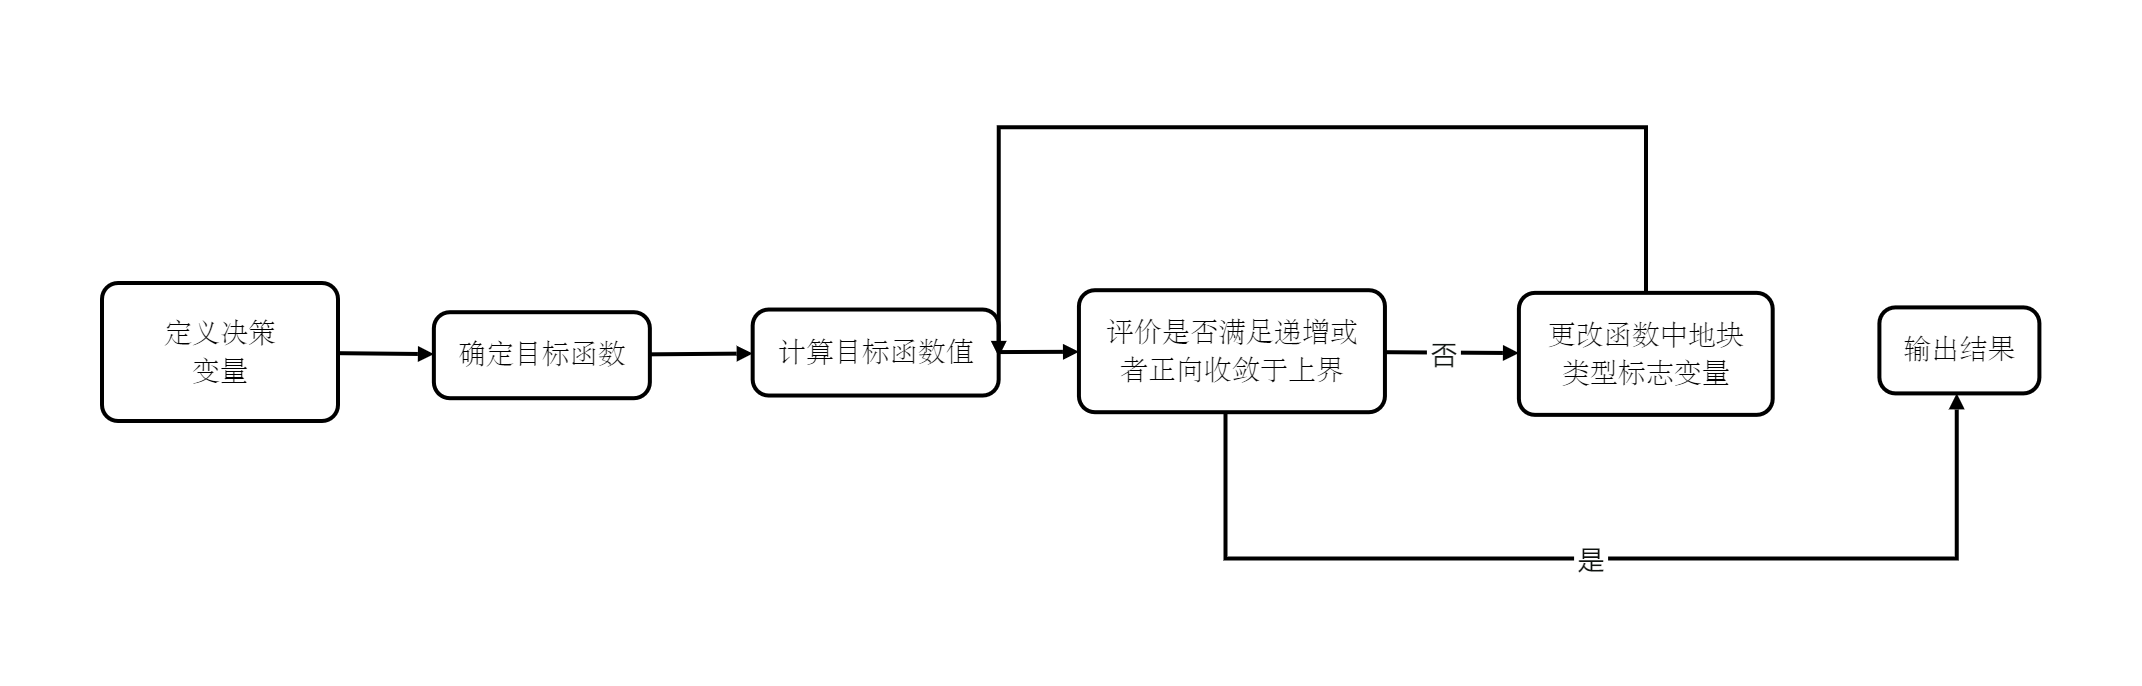 定义决策
变量
确定目标函数
计算目标函数值
评价是否满足递增或
者正向收敛于上界
否
更改函数中地块
类型标志变量
输出结果
是